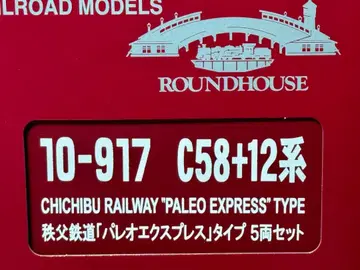 RAILROAD MODELS
ROUNDHOUSE
10-917 C58+12系
CHICHIBU RAILWAY "PALEO EXPRESS" TYPE
秩父鉄道「パレオエクスプレス」タイプ 5両セット